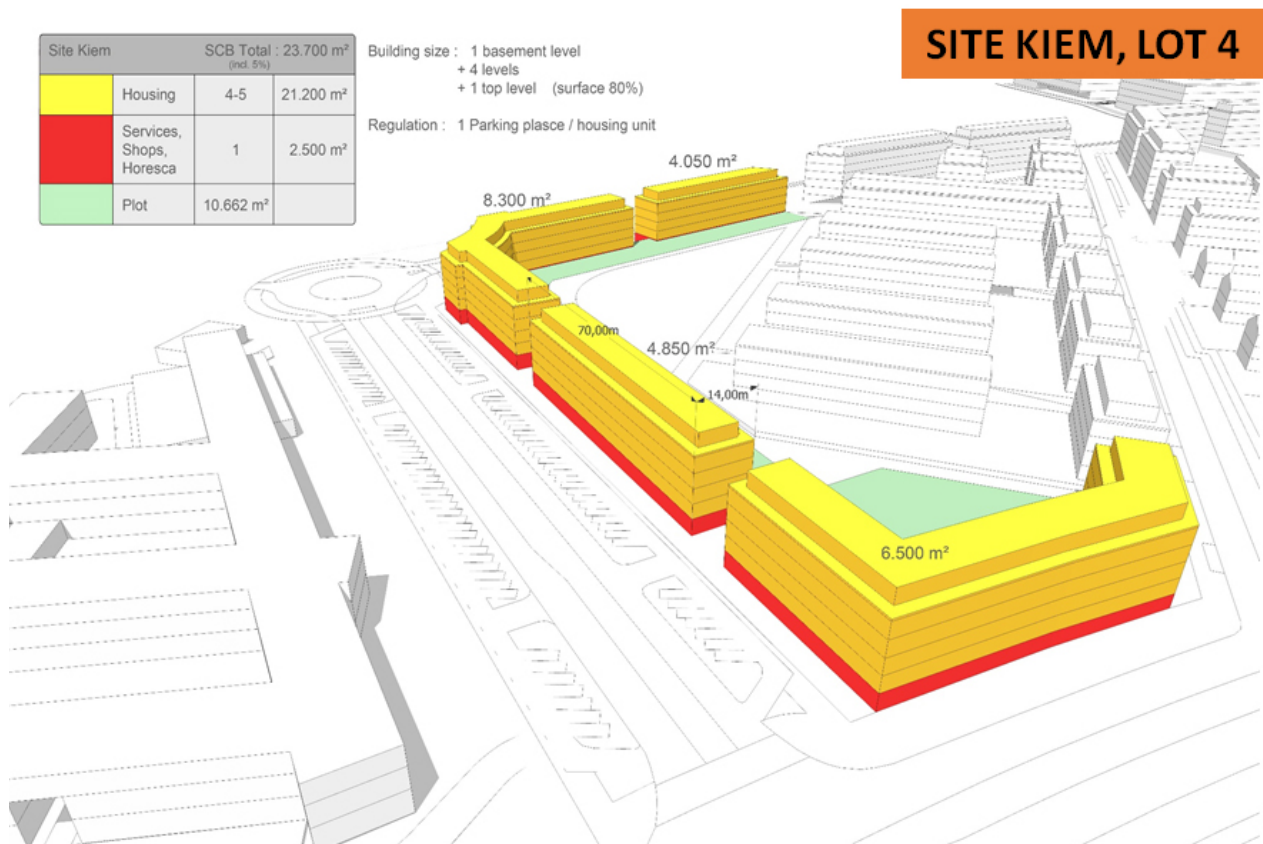 SITE KIEM, LOT 4
Site Kiem SCB Total : 23.700 m²
(incl. 5%)
Housing 4-5 21.200 m²
Services,
Shops,
Horesca 1 2.500 m²
Plot 10.662 m²
Building size : 1 basement level
+ 4 levels
+ 1 top level (surface 80%)
Regulation : 1 Parking plasce / housing unit
4.050 m²
8.300 m²
70,00m
4.850 m²
14,00m
6.500 m²